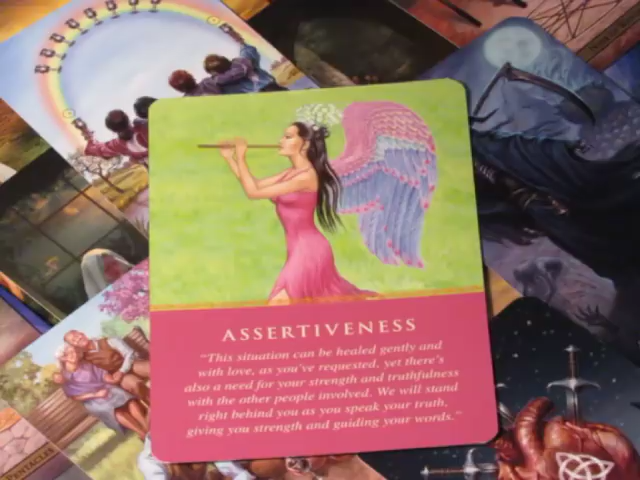 ASSERTIVENESS
"This situation can be healed gently and
with love, as you've requested, yet there's
also a need for your strength and truthfulness
with the other people involved. We will stand
right behind you as you speak your truth,
giving you strength and guiding your words."
PENTACLES